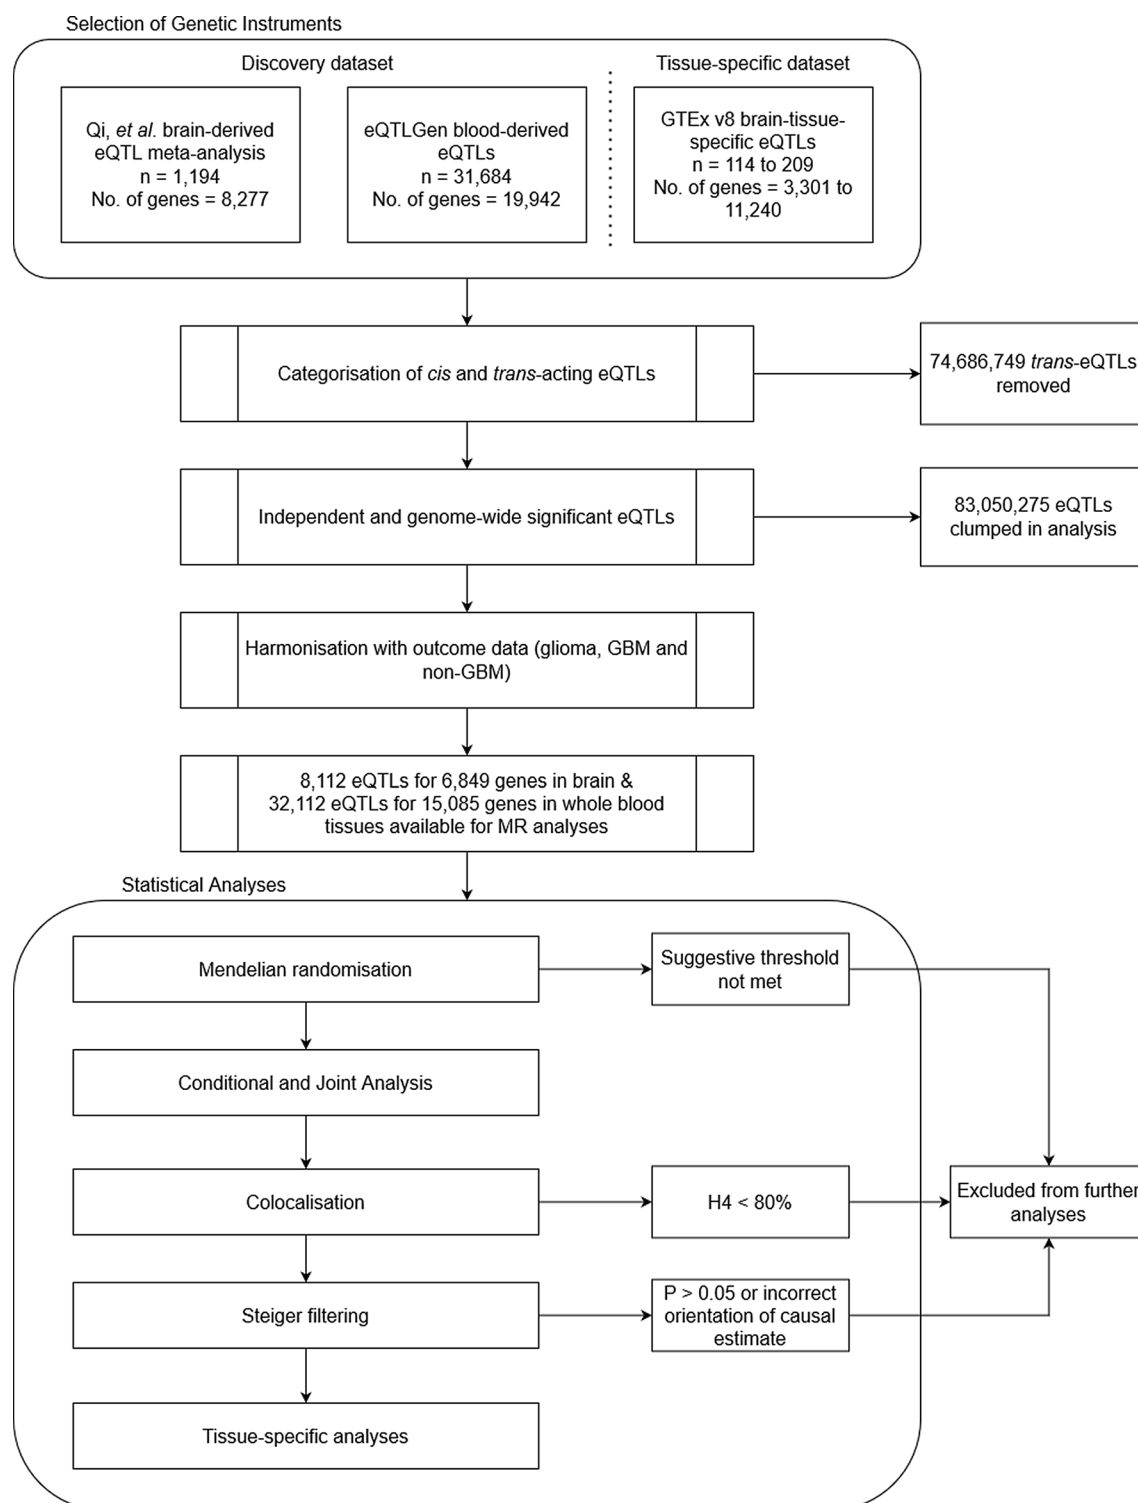 Selection of Genetic Instruments
Discovery dataset
Tissue-specific dataset
Qi, et al. brain-derived
eQTL meta-analysis
n = 1,194
No. of genes = 8,277
eQTLGen blood-derived
eQTLs
n = 31,684
No. of genes = 19,942
GTEx v8 brain-tissue-
specific eQTLs
n = 114 to 209
No. of genes = 3,301 to
11,240
Categorisation of cis and trans-acting eQTLs
74,686,749 trans-eQTLs
removed
Independent and genome-wide significant eQTLs
83,050,275 eQTLs
clumped in analysis
Harmonisation with outcome data (glioma, GBM and
non-GBM)
8,112 eQTLs for 6,849 genes in brain &
32,112 eQTLs for 15,085 genes in whole blood
tissues available for MR analyses
Statistical Analyses
Mendelian randomisation
Suggestive threshold
not met
Conditional and Joint Analysis
Colocalisation
H4 < 80%
Excluded from further
analyses
Steiger filtering
P > 0.05 or incorrect
orientation of causal
estimate
Tissue-specific analyses